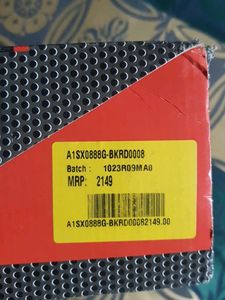 A1SX0888G-BKRD0008
Batch : 1023R09MA0
MRP: 2149
A1SX0888G-BKRD00082149.00